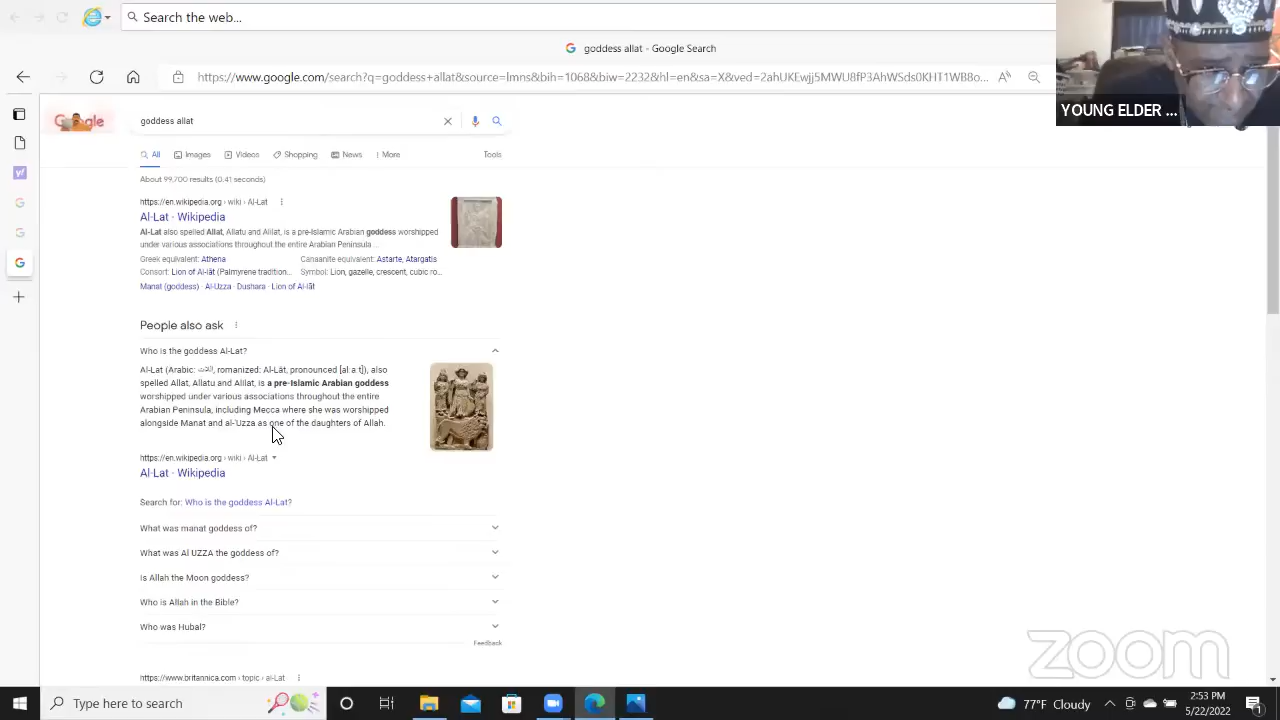 Search the web...
goddess allat - Google Search
https://www.google.com/search?q=goddess+allat&source=lmns&bih=1068&biw=2232&hl=en&sa=X&ved=2ahUKEwjj5MWU8fP3AhWSds0KHT1WB8o...
YOUNG ELDER ...
Google
goddess allat
All Images Videos Shopping News More Tools
About 99,700 results (0.41 seconds)
https://en.wikipedia.org › wiki › Al-Lat
Al-Lat - Wikipedia
Al-Lat also spelled Allat, Allatu and Alilat, is a pre-Islamic Arabian goddess worshipped
under various associations throughout the entire Arabian Peninsula ...
Greek equivalent: Athena Canaanite equivalent: Astarte, Atargatis
Consort: Lion of Al-lāt (Palmyrene tradition... Symbol: Lion, gazelle, crescent, cubic ro...
Manat (goddess) · Al-Uzza · Dushara · Lion of Al-lāt
People also ask
Who is the goddess Al-Lat?
Al-Lat (Arabic: romanized: Al-Lāt, pronounced also
spelled Allat, Allatu and Alilat, is a pre-Islamic Arabian goddess
worshipped under various associations throughout the entire
Arabian Peninsula, including Mecca where she was worshipped
alongside Manat and al-'Uzza as one of the daughters of Allah.
https://en.wikipedia.org › wiki › Al-Lat
Al-Lat - Wikipedia
Search for: Who is the goddess Al-Lat?
What was manat goddess of?
What was Al UZZA the goddess of?
Is Allah the Moon goddess?
Who is Allah in the Bible?
Who was Hubal?
Feedback
https://www.britannica.com › topic › al-Lat
zoom
Type here to search
77°F Cloudy
2:53 PM
5/22/2022
1